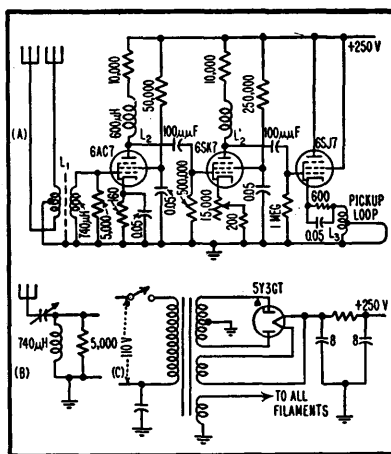 +250 V
10,000
50,000
10,000
250,000
600μH
L2
L2'
6AC7
100μμF
6SK7
100μμF
6SJ7
(A)
L1
740μH
5,000
160
0.05
0.05
500,000
15,000
200
0.05
1 MEG
600
0.05
L3
PICKUP
LOOP
5Y3GT
+250 V
(B)
740μH
5,000
(C)
110V
8
8
TO ALL
FILAMENTS